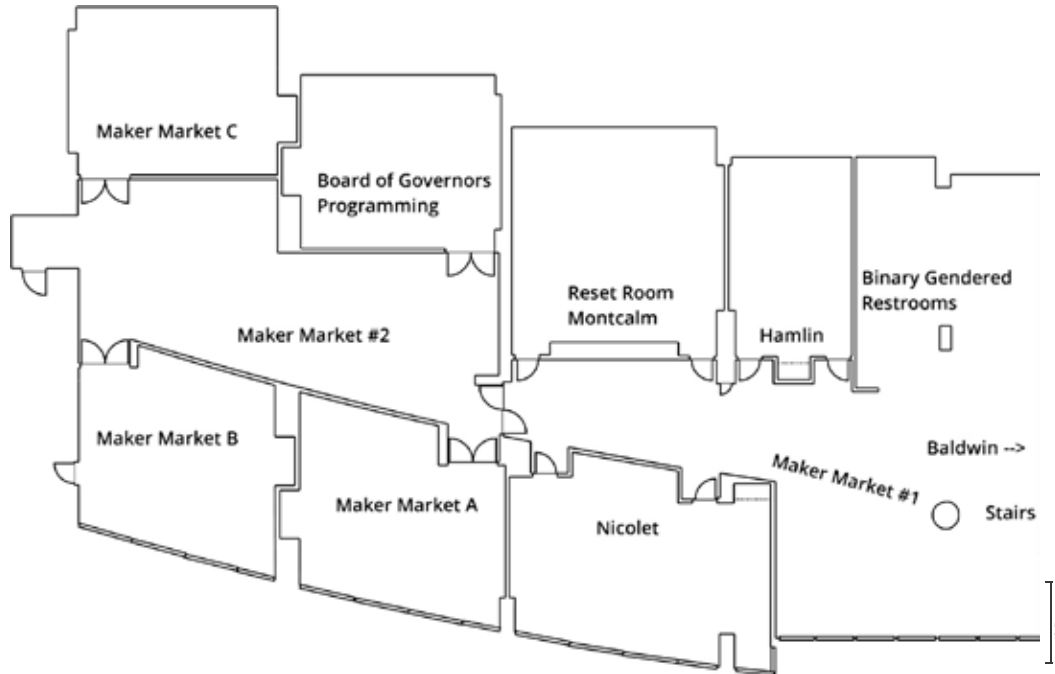 Maker Market C
Board of Governors
Programming
Binary Gendered
Restrooms
Reset Room
Montcalm
Maker Market #2
Hamlin
Maker Market B
Baldwin -->
Maker Market #1
Maker Market A
Stairs
Nicolet